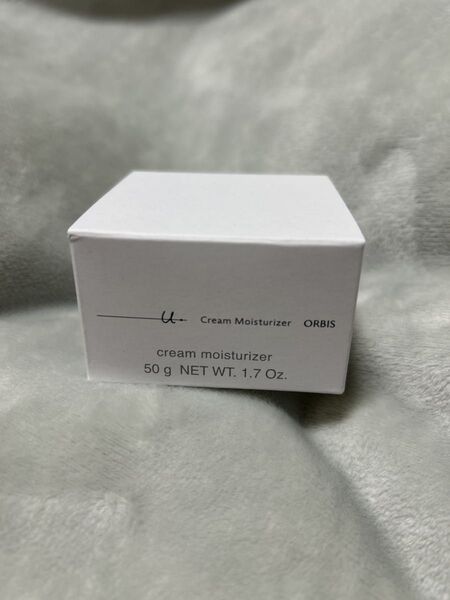 u. Cream Moisturizer ORBIS
cream moisturizer
50 g NET WT. 1.7 Oz.